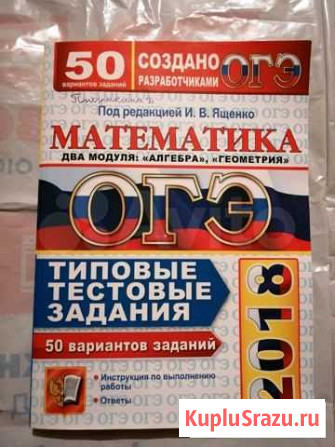 50
вариантов заданий
СОЗДАНО
РАЗРАБОТЧИКАМИ
ОГЭ
Под редакцией И. В. Ященко
МАТЕМАТИКА
ДВА МОДУЛЯ: «АЛГЕБРА», «ГЕОМЕТРИЯ»
ОГЭ
ТИПОВЫЕ
ТЕСТОВЫЕ
ЗАДАНИЯ
50 вариантов заданий
• Инструкция по выполнению
работы
• Ответы
2018
KupluSrazu.ru